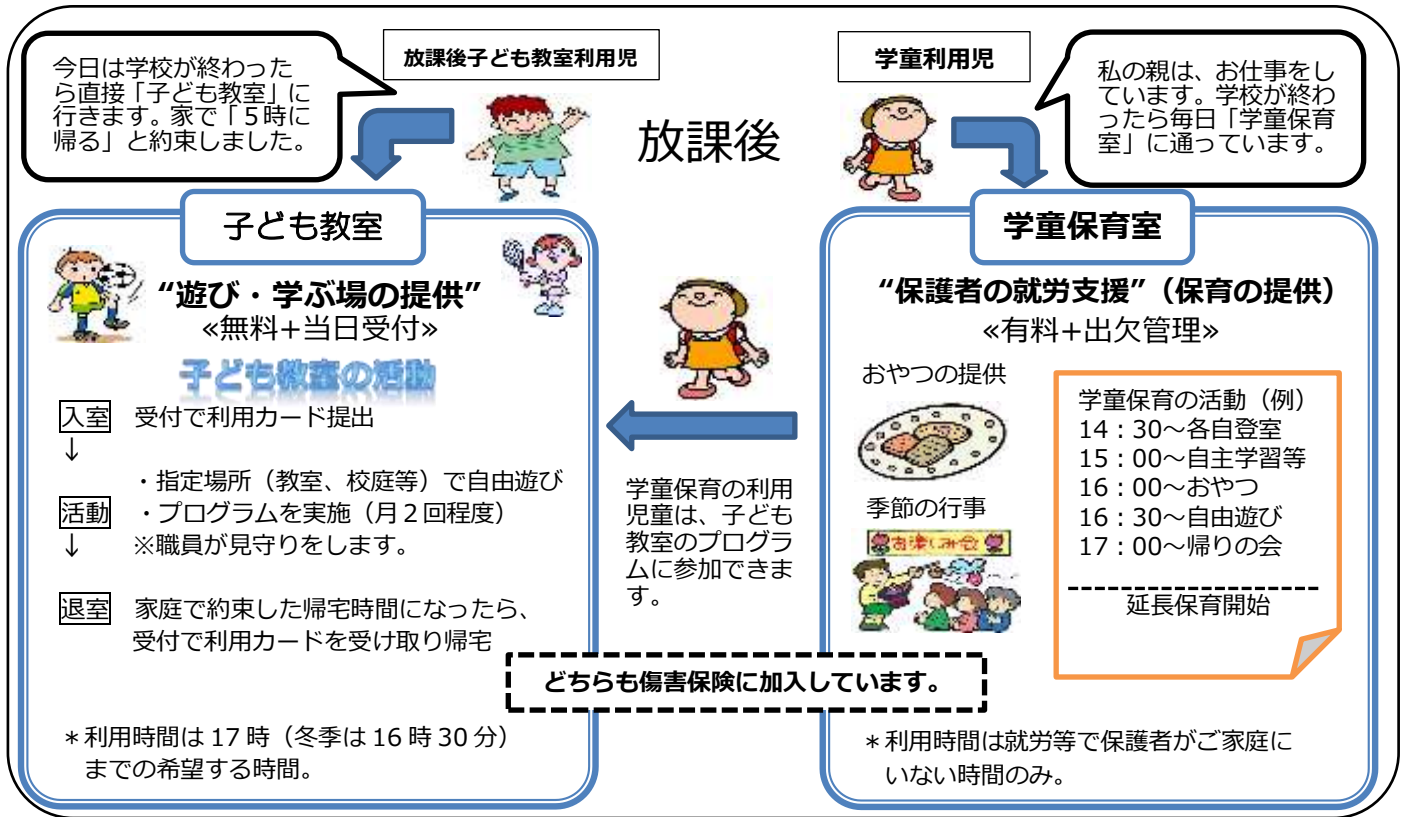 放課後子ども教室利用児
今日は学校が終わった
ら直接「子ども教室」に
行きます。家で「５時に
帰る」と約束しました。
放課後
学童利用児
私の親は、お仕事をし
ています。学校が終わ
ったら毎日「学童保育
室」に通っています。
子ども教室
“遊び・学ぶ場の提供”
≪無料+当日受付≫
子ども教室の活動
入室 受付で利用カード提出
↓
・指定場所（教室、校庭等）で自由遊び
活動 ・プログラムを実施（月２回程度）
↓ ※職員が見守りをします。
退室 家庭で約束した帰宅時間になったら、
受付で利用カードを受け取り帰宅
＊利用時間は 17 時（冬季は 16 時 30 分）
までの希望する時間。
学童保育の利用
児童は、子ども
教室のプログラ
ムに参加できま
す。
どちらも傷害保険に加入しています。
学童保育室
“保護者の就労支援”（保育の提供）
≪有料+出欠管理≫
おやつの提供
季節の行事
お楽しみ会
学童保育の活動（例）
14：30～各自登室
15：00～自主学習等
16：00～おやつ
16：30～自由遊び
17：00～帰りの会
延長保育開始
＊利用時間は就労等で保護者がご家庭に
いない時間のみ。